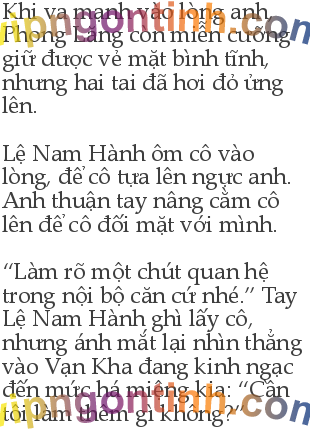 Khi va mạnh vào lòng anh,
Phong Lăng còn miễn cưỡng
giữ được vẻ mặt bình tĩnh,
nhưng hai tai đã hơi đỏ ửng
lên.
Lệ Nam Hành ôm cô vào
lòng, để cô tựa lên ngực anh.
Anh thuận tay nâng cằm cô
lên để cô đối mặt với mình.
“Làm rõ một chút quan hệ
trong nội bộ căn cứ nhé.” Tay
Lệ Nam Hành ghì lấy cô,
nhưng ánh mắt lại nhìn thẳng
vào Vạn Kha đang kinh ngạc
đến mức há miệng kia: “Cần
tôi làm thêm gì không?”
vipngontinh.com
vipngontinh.com